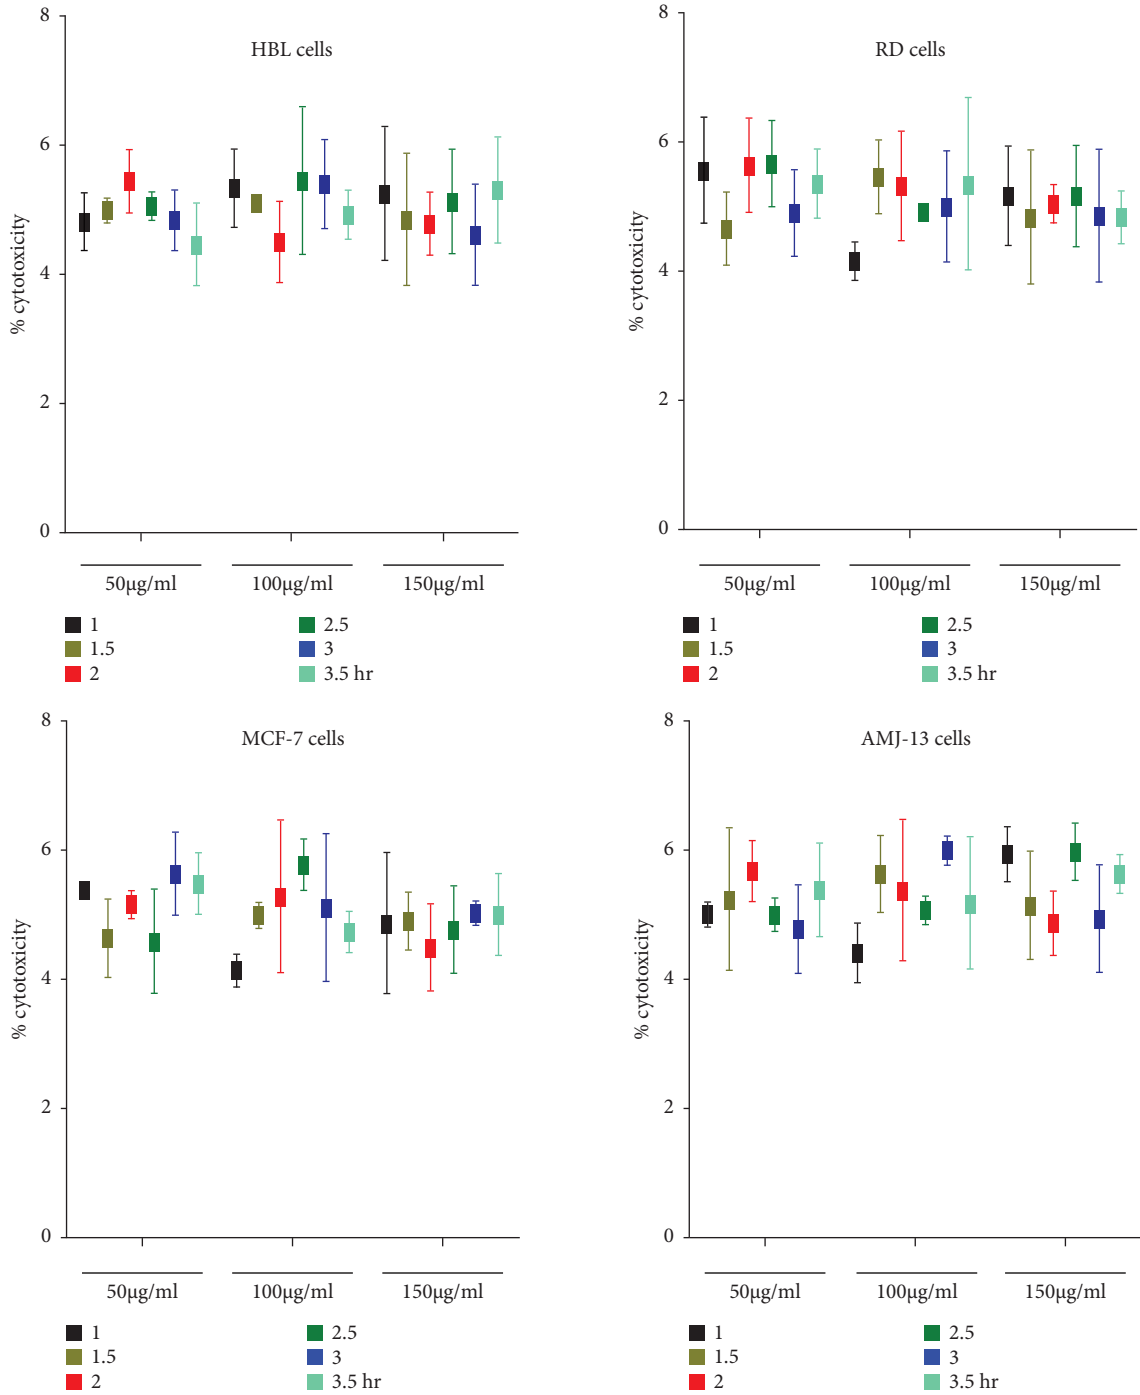 HBL cells
% cytotoxicity
8
6
4
2
0
50μg/ml 100μg/ml 150μg/ml
1 2.5
1.5 3
2 3.5 hr
RD cells
% cytotoxicity
8
6
4
2
0
50μg/ml 100μg/ml 150μg/ml
1 2.5
1.5 3
2 3.5 hr
MCF-7 cells
% cytotoxicity
8
6
4
2
0
50μg/ml 100μg/ml 150μg/ml
1 2.5
1.5 3
2 3.5 hr
AMJ-13 cells
% cytotoxicity
8
6
4
2
0
50μg/ml 100μg/ml 150μg/ml
1 2.5
1.5 3
2 3.5 hr